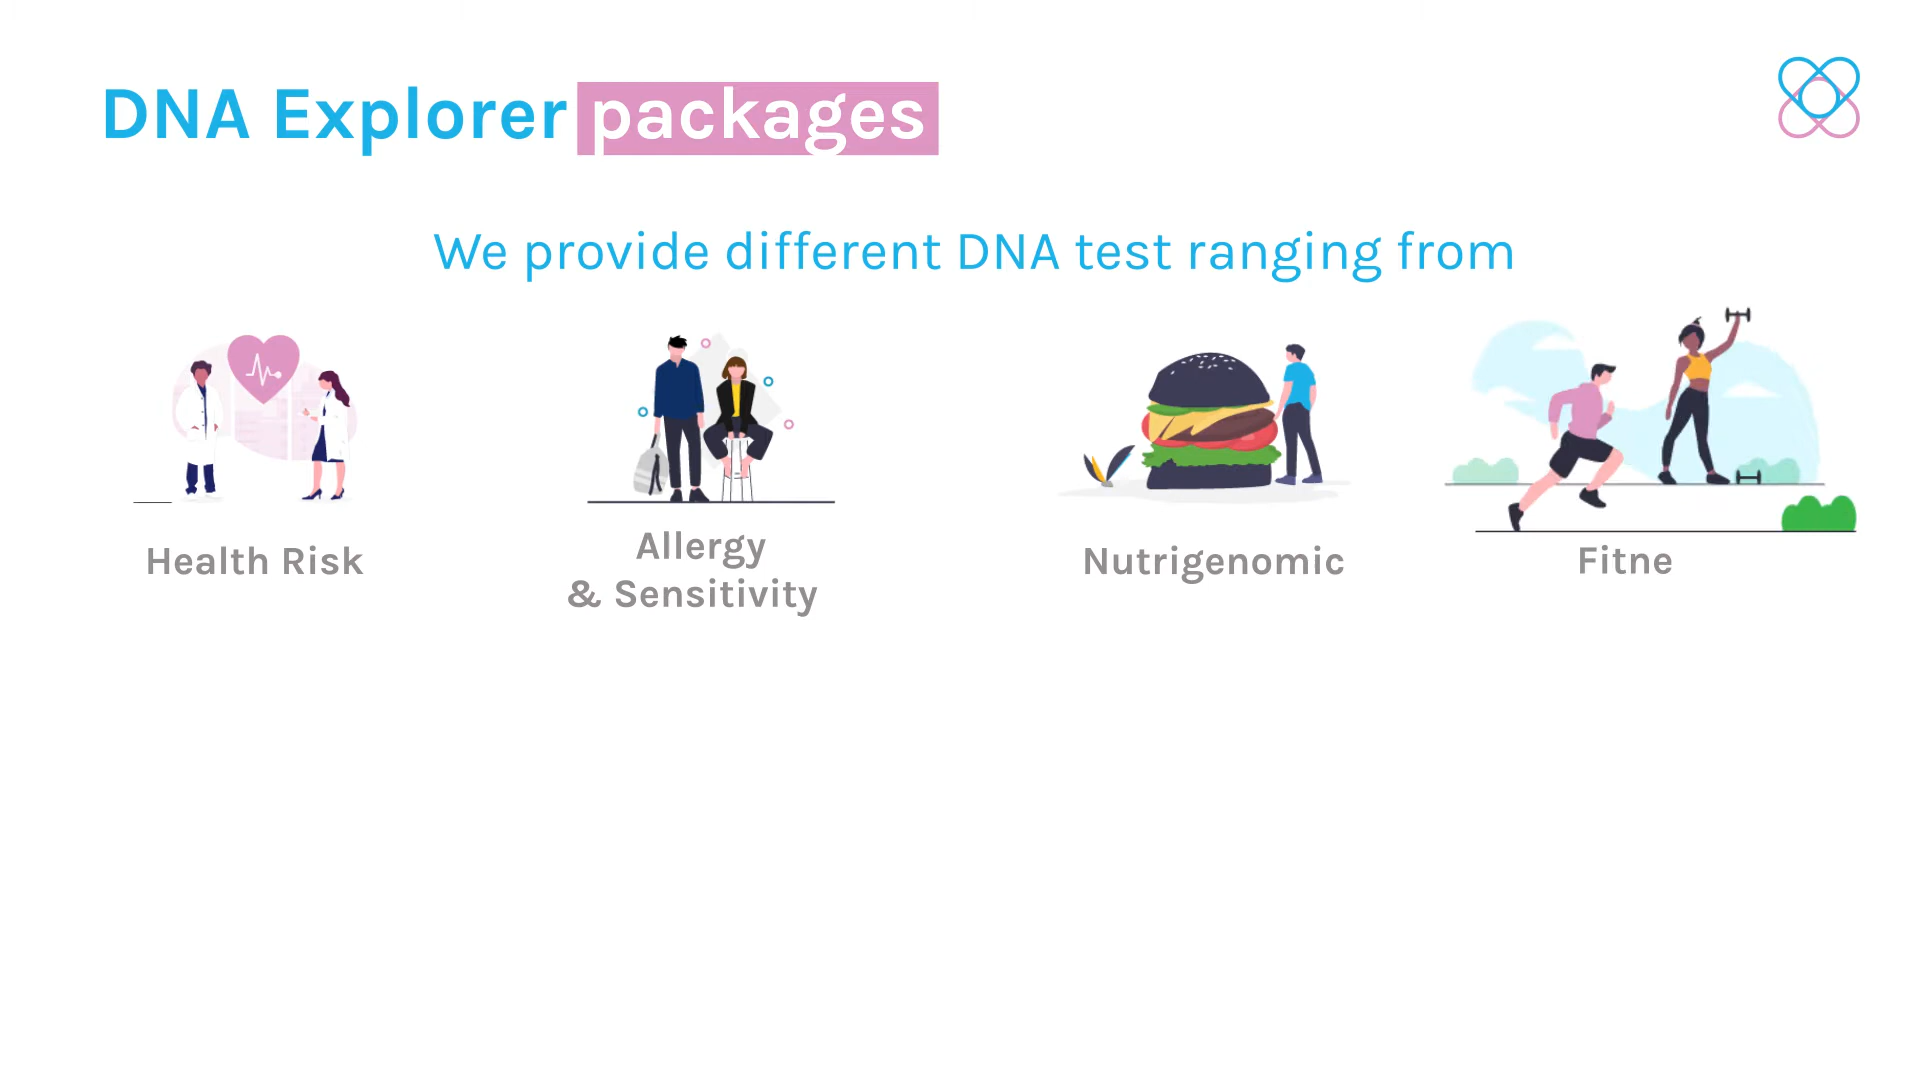 DNA Explorer packages
We provide different DNA test ranging from
Health Risk
Allergy
& Sensitivity
Nutrigenomic
Fitne